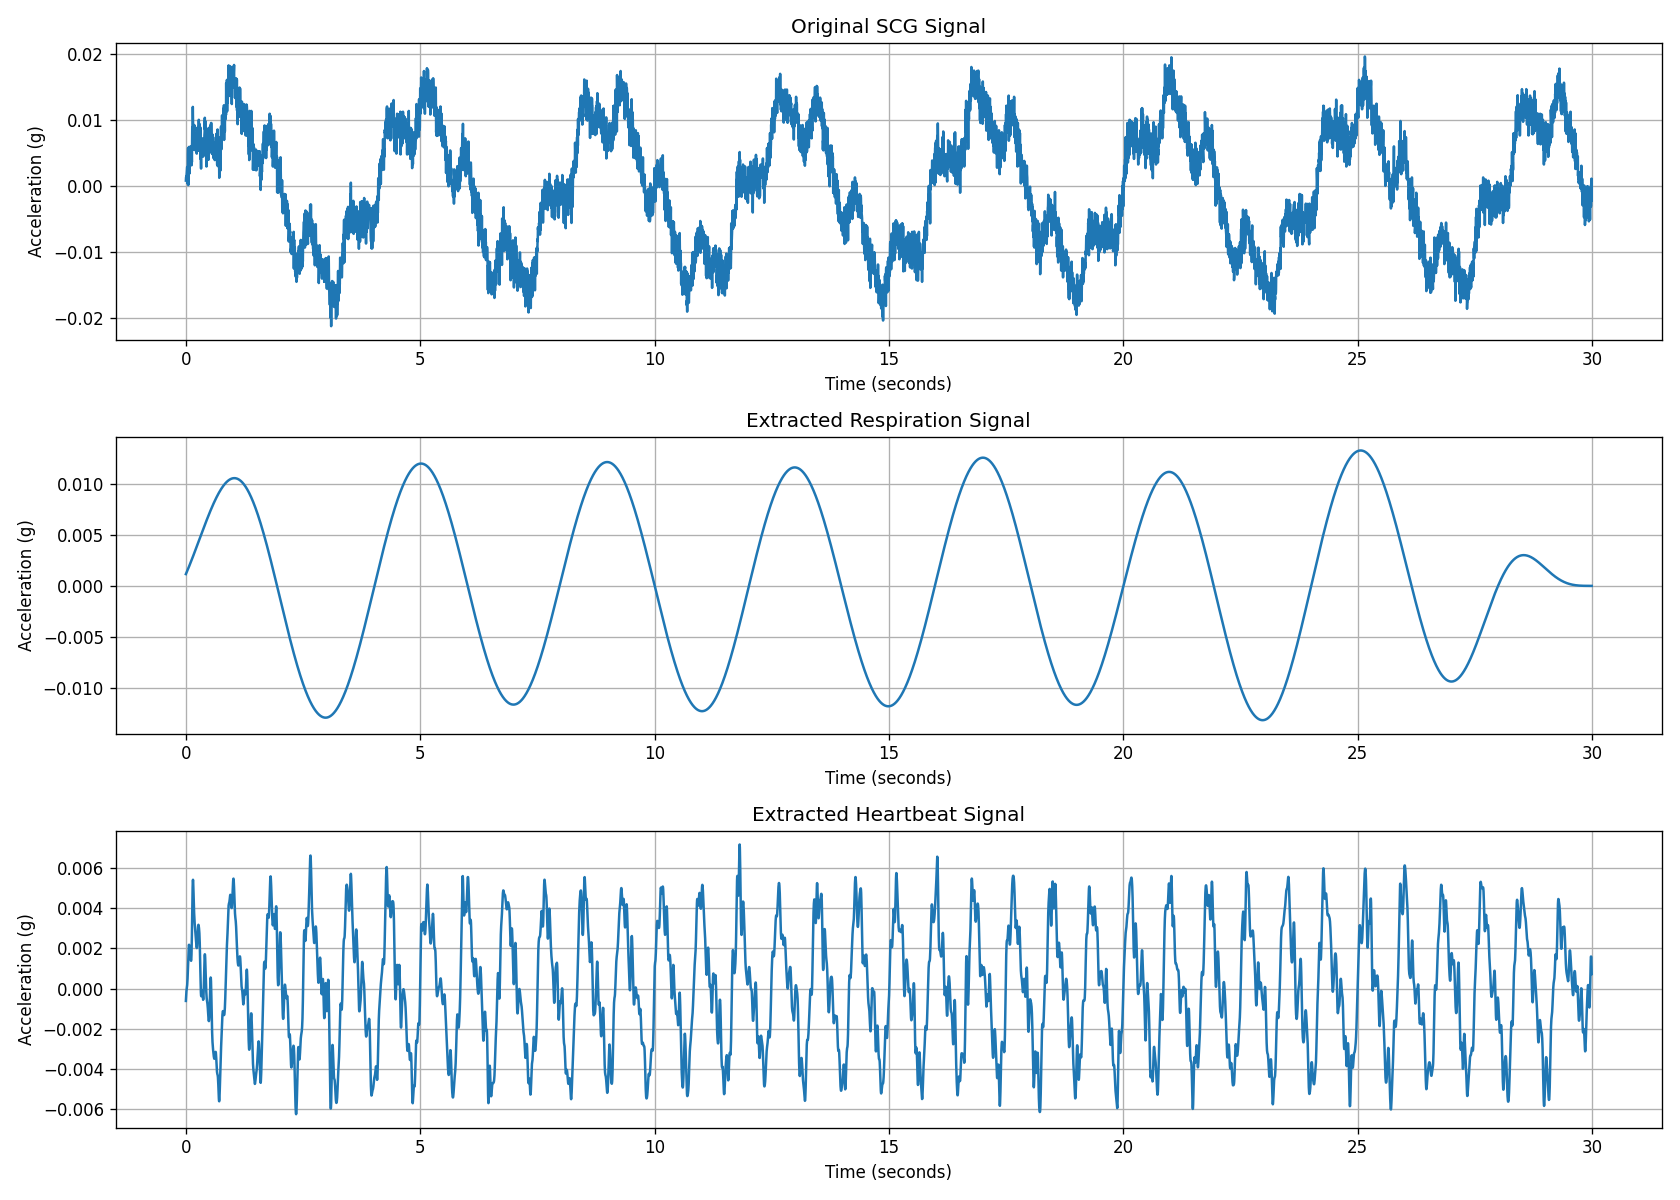 Original SCG Signal
0.02
0.01
0.00
−0.01
−0.02
Acceleration (g)
0 5 10 15 20 25 30
Time (seconds)
Extracted Respiration Signal
0.010
0.005
0.000
−0.005
−0.010
Acceleration (g)
0 5 10 15 20 25 30
Time (seconds)
Extracted Heartbeat Signal
0.006
0.004
0.002
0.000
−0.002
−0.004
−0.006
Acceleration (g)
0 5 10 15 20 25 30
Time (seconds)